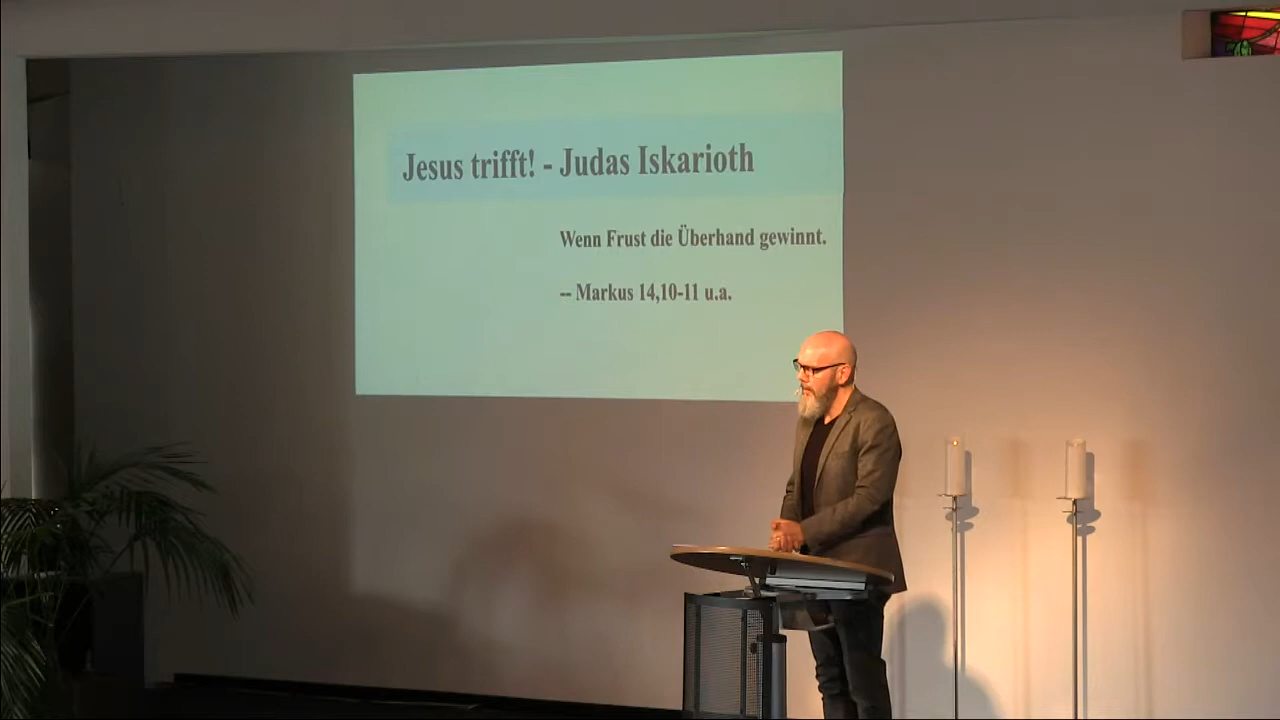 Jesus trifft! - Judas Iskarioth
Wenn Frust die Überhand gewinnt.
-- Markus 14,10-11 u.a.